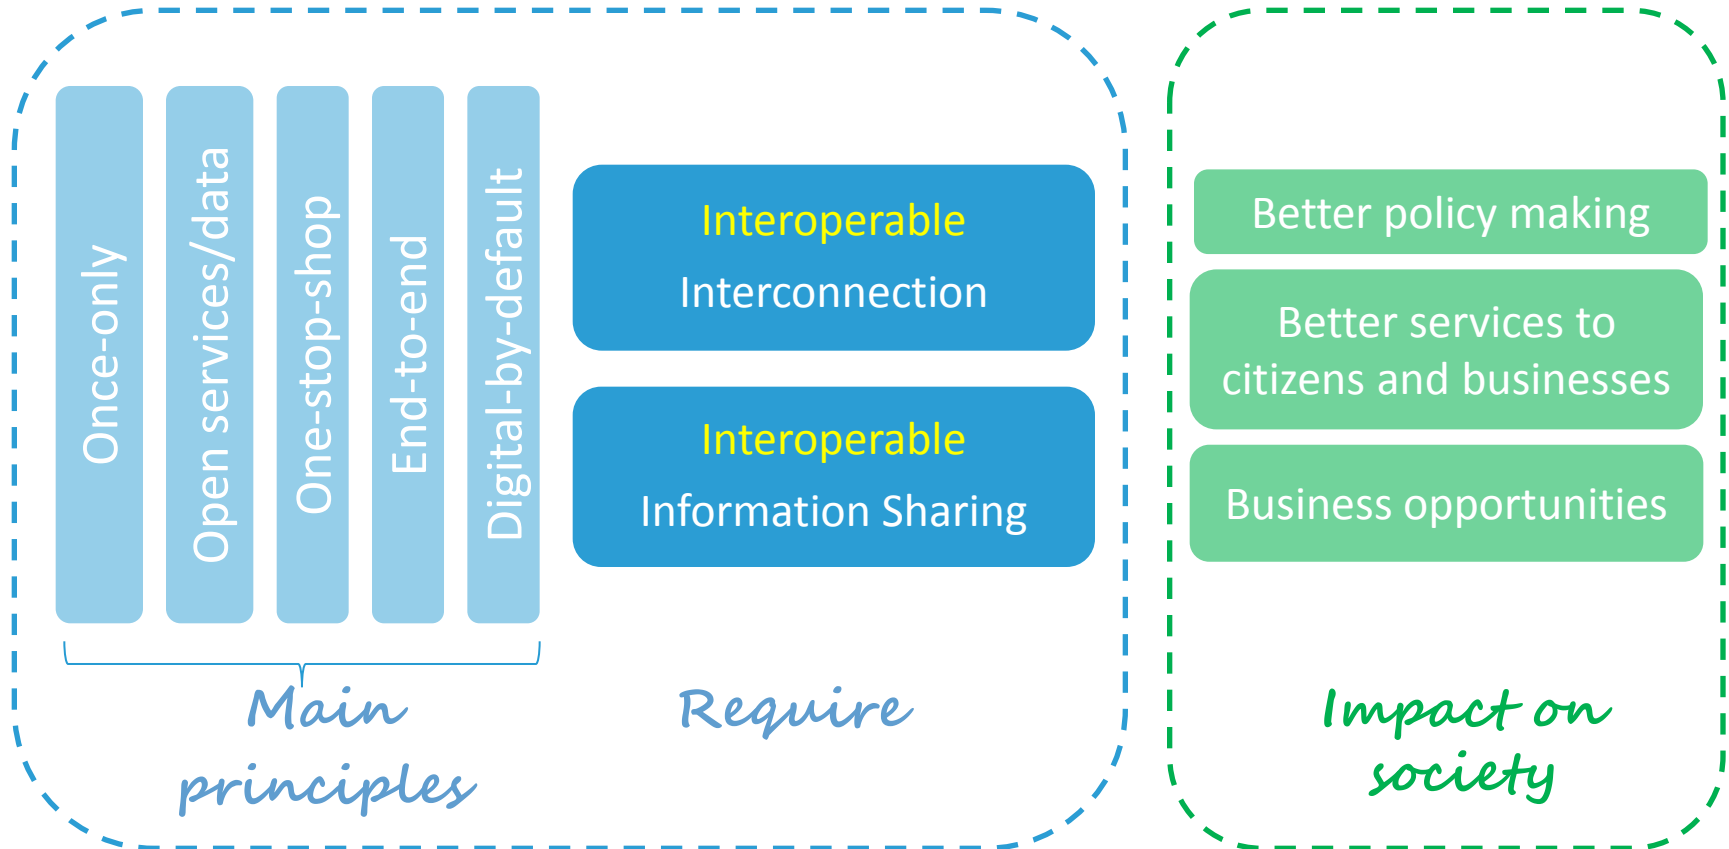 Once-only
Open services/data
One-stop-shop
End-to-end
Digital-by-default
Main
principles
Interoperable
Interconnection
Interoperable
Information Sharing
Require
Better policy making
Better services to
citizens and businesses
Business opportunities
Impact on
society